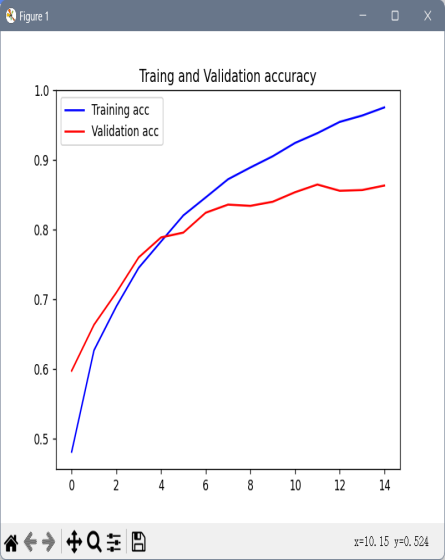 Figure 1
Traing and Validation accuracy
Training acc
Validation acc
1.0
0.9
0.8
0.7
0.6
0.5
0 2 4 6 8 10 12 14
x=10.15 y=0.524